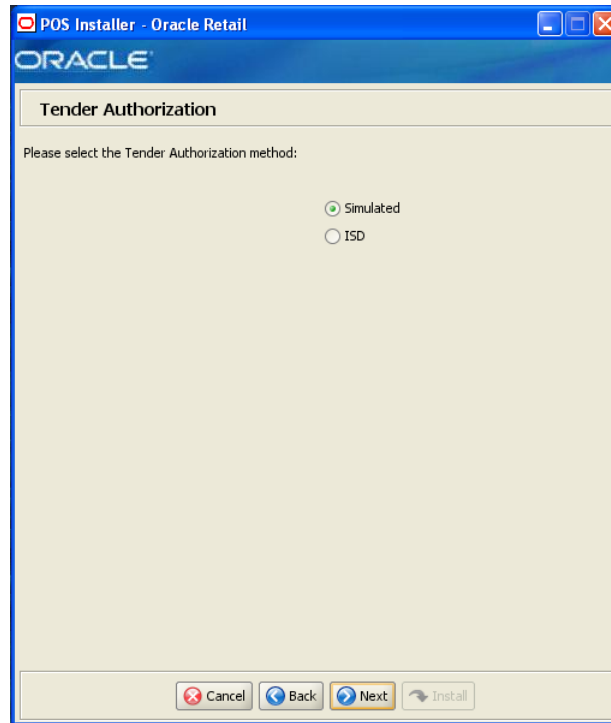 POS Installer - Oracle Retail
ORACLE
Tender Authorization
Please select the Tender Authorization method:
Simulated
ISD
Cancel Back Next Install